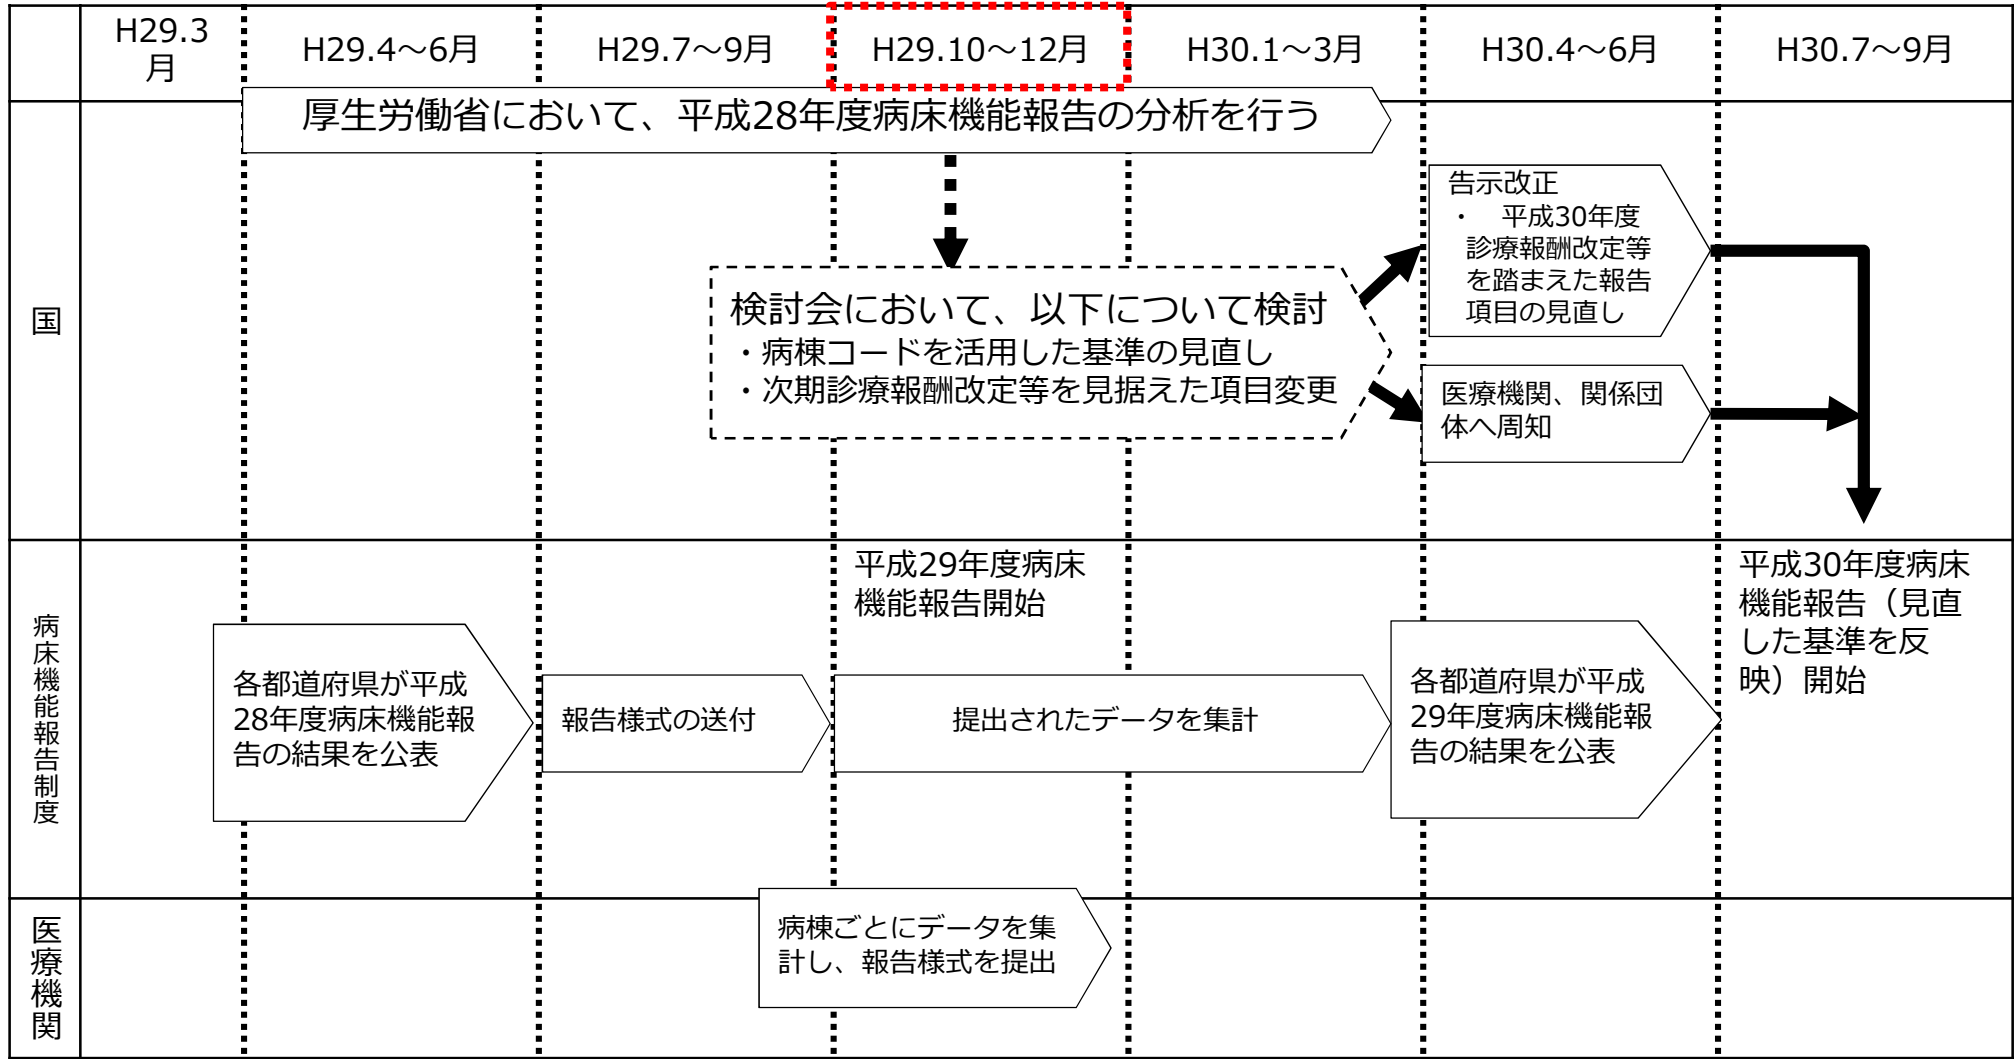 H29.3
月
H29.4～6月
H29.7～9月
H29.10～12月
H30.1～3月
H30.4～6月
H30.7～9月
国
厚生労働省において、平成28年度病床機能報告の分析を行う
検討会において、以下について検討
・病棟コードを活用した基準の見直し
・次期診療報酬改定等を見据えた項目変更
告示改正
・　平成30年度
診療報酬改定等
を踏まえた報告
項目の見直し
医療機関、関係団
体へ周知
病床機能報告制度
各都道府県が平成
28年度病床機能報
告の結果を公表
報告様式の送付
平成29年度病床
機能報告開始
提出されたデータを集計
各都道府県が平成
29年度病床機能報
告の結果を公表
平成30年度病床
機能報告（見直
した基準を反
映）開始
医療機関
病棟ごとにデータを集
計し、報告様式を提出